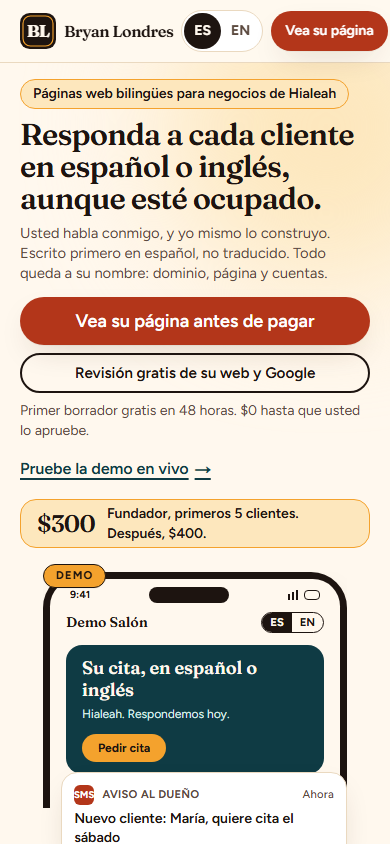 BL Bryan Londres ES EN Vea su página
Páginas web bilingües para negocios de Hialeah
Responda a cada cliente
en español o inglés,
aunque esté ocupado.
Usted habla conmigo, y yo mismo lo construyo.
Escrito primero en español, no traducido. Todo
queda a su nombre: dominio, página y cuentas.
Vea su página antes de pagar
Revisión gratis de su web y Google
Primer borrador gratis en 48 horas. $0 hasta que usted
lo apruebe.
Pruebe la demo en vivo →
$300 Fundador, primeros 5 clientes.
Después, $400.
DEMO
9:41
Demo Salón ES EN
Su cita, en español o
inglés
Hialeah. Respondemos hoy.
Pedir cita
SMS AVISO AL DUEÑO Ahora
Nuevo cliente: María, quiere cita el
sábado